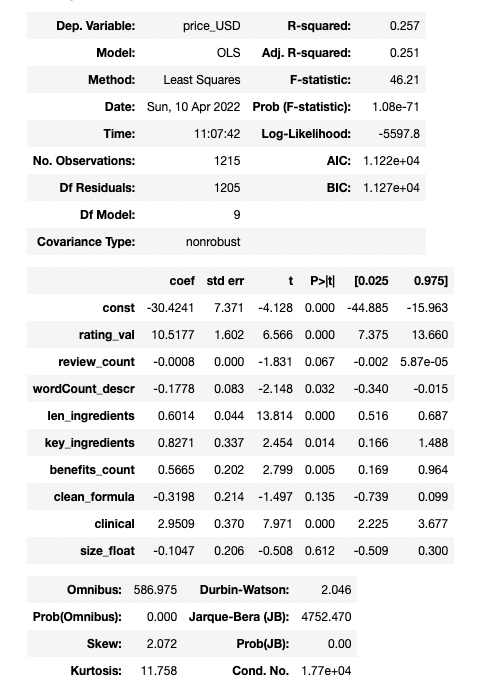 Dep. Variable: price_USD R-squared: 0.257
Model: OLS Adj. R-squared: 0.251
Method: Least Squares F-statistic: 46.21
Date: Sun, 10 Apr 2022 Prob (F-statistic): 1.08e-71
Time: 11:07:42 Log-Likelihood: -5597.8
No. Observations: 1215 AIC: 1.122e+04
Df Residuals: 1205 BIC: 1.127e+04
Df Model: 9
Covariance Type: nonrobust
coef std err t P>|t| [0.025 0.975]
const -30.4241 7.371 -4.128 0.000 -44.885 -15.963
rating_val 10.5177 1.602 6.566 0.000 7.375 13.660
review_count -0.0008 0.000 -1.831 0.067 -0.002 5.87e-05
wordCount_descr -0.1778 0.083 -2.148 0.032 -0.340 -0.015
len_ingredients 0.6014 0.044 13.814 0.000 0.516 0.687
key_ingredients 0.8271 0.337 2.454 0.014 0.166 1.488
benefits_count 0.5665 0.202 2.799 0.005 0.169 0.964
clean_formula -0.3198 0.214 -1.497 0.135 -0.739 0.099
clinical 2.9509 0.370 7.971 0.000 2.225 3.677
size_float -0.1047 0.206 -0.508 0.612 -0.509 0.300
Omnibus: 586.975 Durbin-Watson: 2.046
Prob(Omnibus): 0.000 Jarque-Bera (JB): 4752.470
Skew: 2.072 Prob(JB): 0.00
Kurtosis: 11.758 Cond. No. 1.77e+04